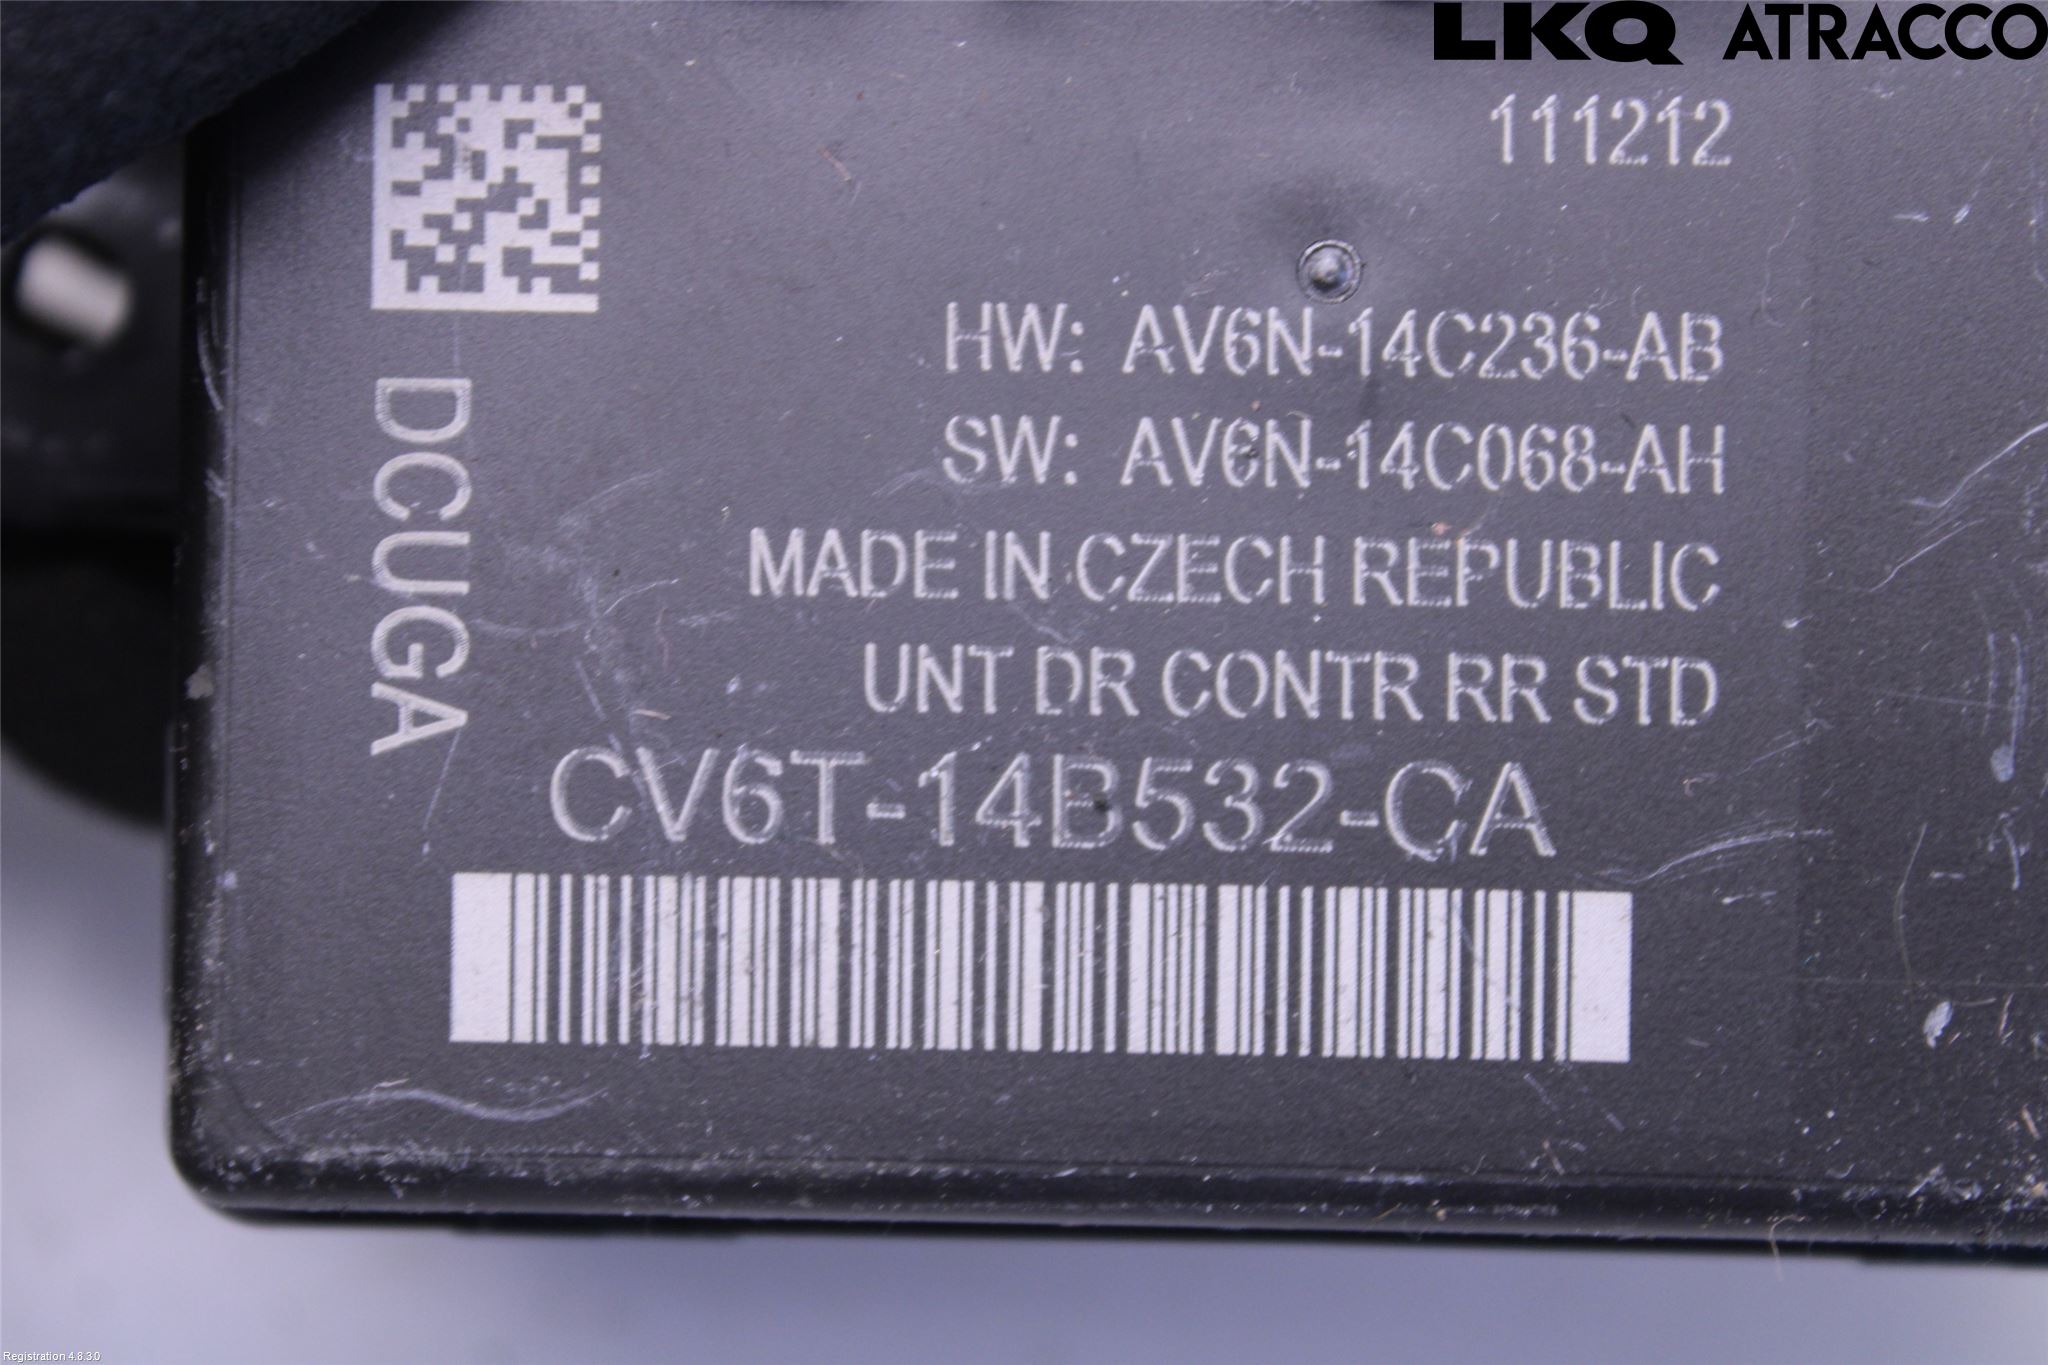 LKQ ATRACCO
111212
HW: AV6N-14C236-AB
SW: AV6N-14C068-AH
MADE IN CZECH REPUBLIC
UNT DR CONTR RR STD
CV6T-14B532-CA
DCUGA
Registration 4.8.3.0